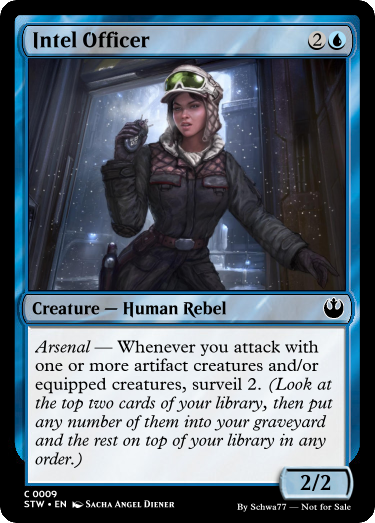 Intel Officer 2
Creature — Human Rebel
Arsenal — Whenever you attack with
one or more artifact creatures and/or
equipped creatures, surveil 2. (Look at
the top two cards of your library, then put
any number of them into your graveyard
and the rest on top of your library in any
order.)
2/2
C 0009
STW • EN Sacha Angel Diener
By Schwa77 — Not for Sale